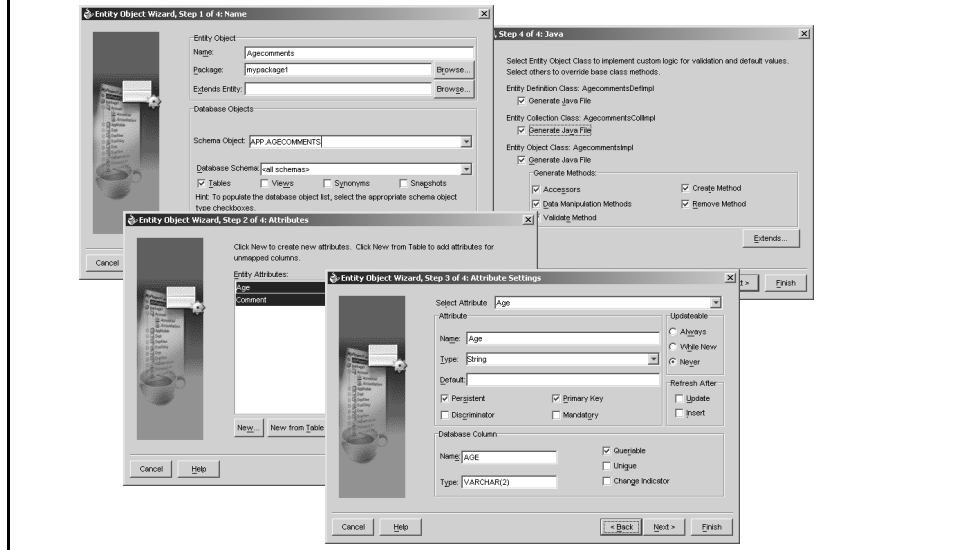 Entity Object Wizard, Step 1 of 4: Name
Entity Object
Name: Agecomments
Package: mypackage1 Browse...
Extends Entity: Browse...
Database Objects
Schema Object: APP.AGECOMMENTS
Database Schema: <all schemas>
Tables Views Synonyms Snapshots
Hint: To populate the database object list, select the appropriate schema object
type checkboxes.
Cancel
, Step 4 of 4: Java
Select Entity Object Class to implement custom logic for validation and default values.
Select others to override base class methods.
Entity Definition Class: AgecommentsDefImpl
Generate Java File
Entity Collection Class: AgecommentsCollImpl
Generate Java File
Entity Object Class: AgecommentsImpl
Generate Java File
Generate Methods:
Accessors Create Method
Data Manipulation Methods Remove Method
Validate Method
Extends...
Finish
Entity Object Wizard, Step 2 of 4: Attributes
Click New to create new attributes. Click New from Table to add attributes for
unmapped columns.
Entity Attributes:
Age
Comment
New... New from Table
Cancel Help
Entity Object Wizard, Step 3 of 4: Attribute Settings
Select Attribute Age
Attribute
Name: Age
Type: String
Default:
Persistent Primary Key
Discriminator Mandatory
Updateable
Always
While New
Never
Refresh After
Update
Insert
Database Column
Name: AGE
Type: VARCHAR(2)
Queriable
Unique
Change Indicator
Cancel Help < Back Next > Finish